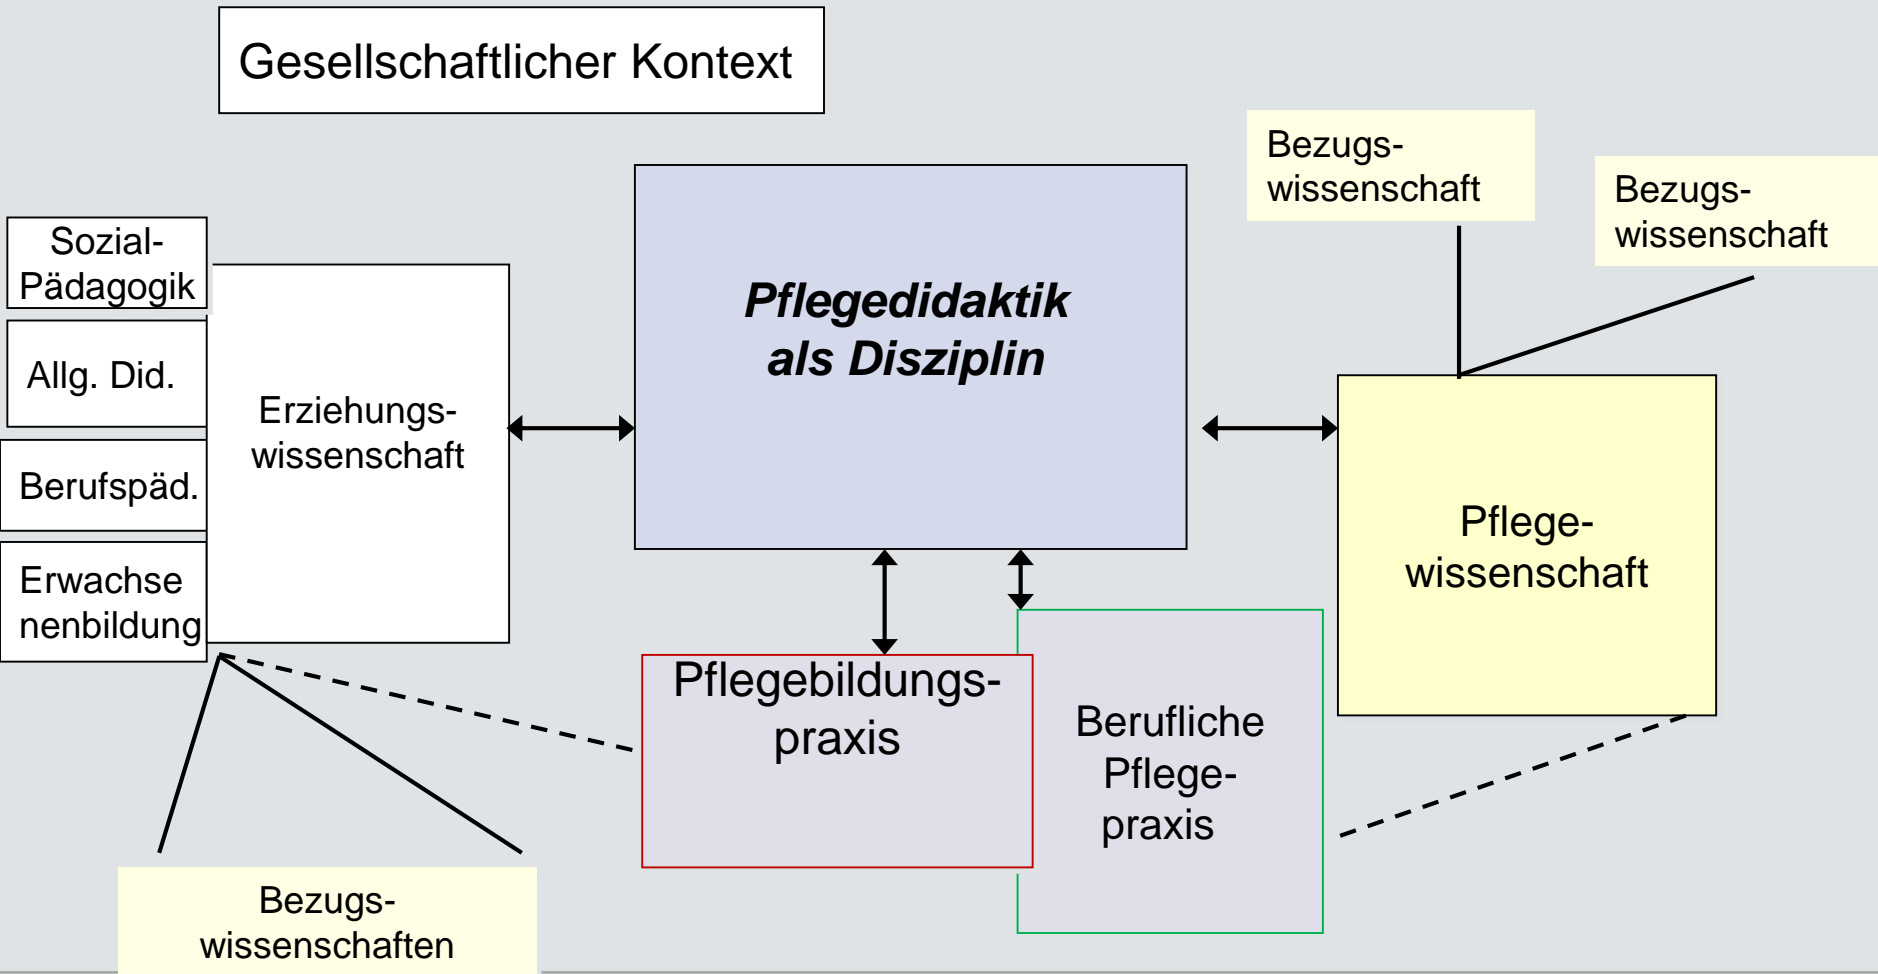 Gesellschaftlicher Kontext
Bezugs-
wissenschaft
Bezugs-
wissenschaft
Sozial-
Pädagogik
Allg. Did.
Berufspäd.
Erwachse
nenbildung
Erziehungs-
wissenschaft
Pflegedidaktik
als Disziplin
Pflege-
wissenschaft
Pflegebildungs-
praxis
Berufliche
Pflege-
praxis
Bezugs-
wissenschaften